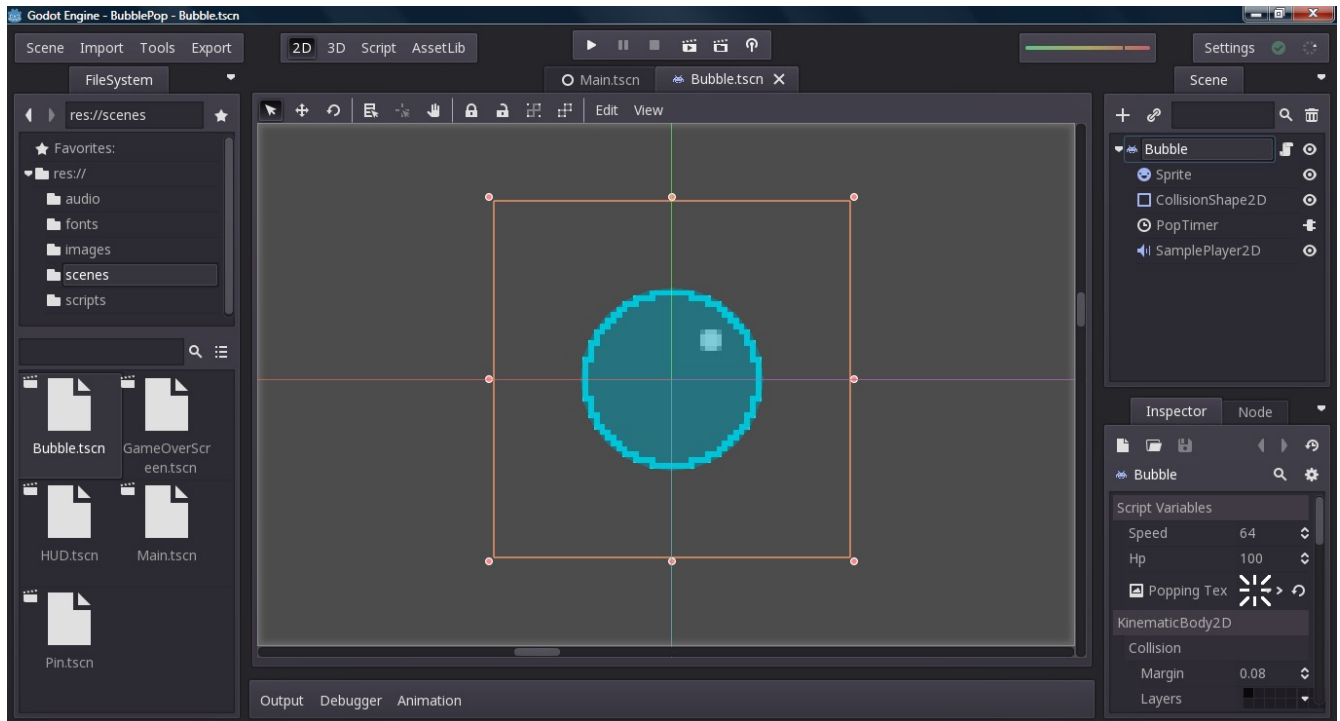 Godot Engine - BubblePop - Bubble.tscn
Scene Import Tools Export
2D 3D Script AssetLib
Settings
FileSystem
res://scenes
Favorites:
res://
audio
fonts
images
scenes
scripts
Bubble.tscn
GameOverScr
een.tscn
HUD.tscn
Main.tscn
Pin.tscn
Main.tscn
Bubble.tscn X
Edit View
Output Debugger Animation
Scene
Bubble
Sprite
CollisionShape2D
PopTimer
SamplePlayer2D
Inspector Node
Bubble
Script Variables
Speed 64
Hp 100
Popping Tex
KinematicBody2D
Collision
Margin 0.08
Layers